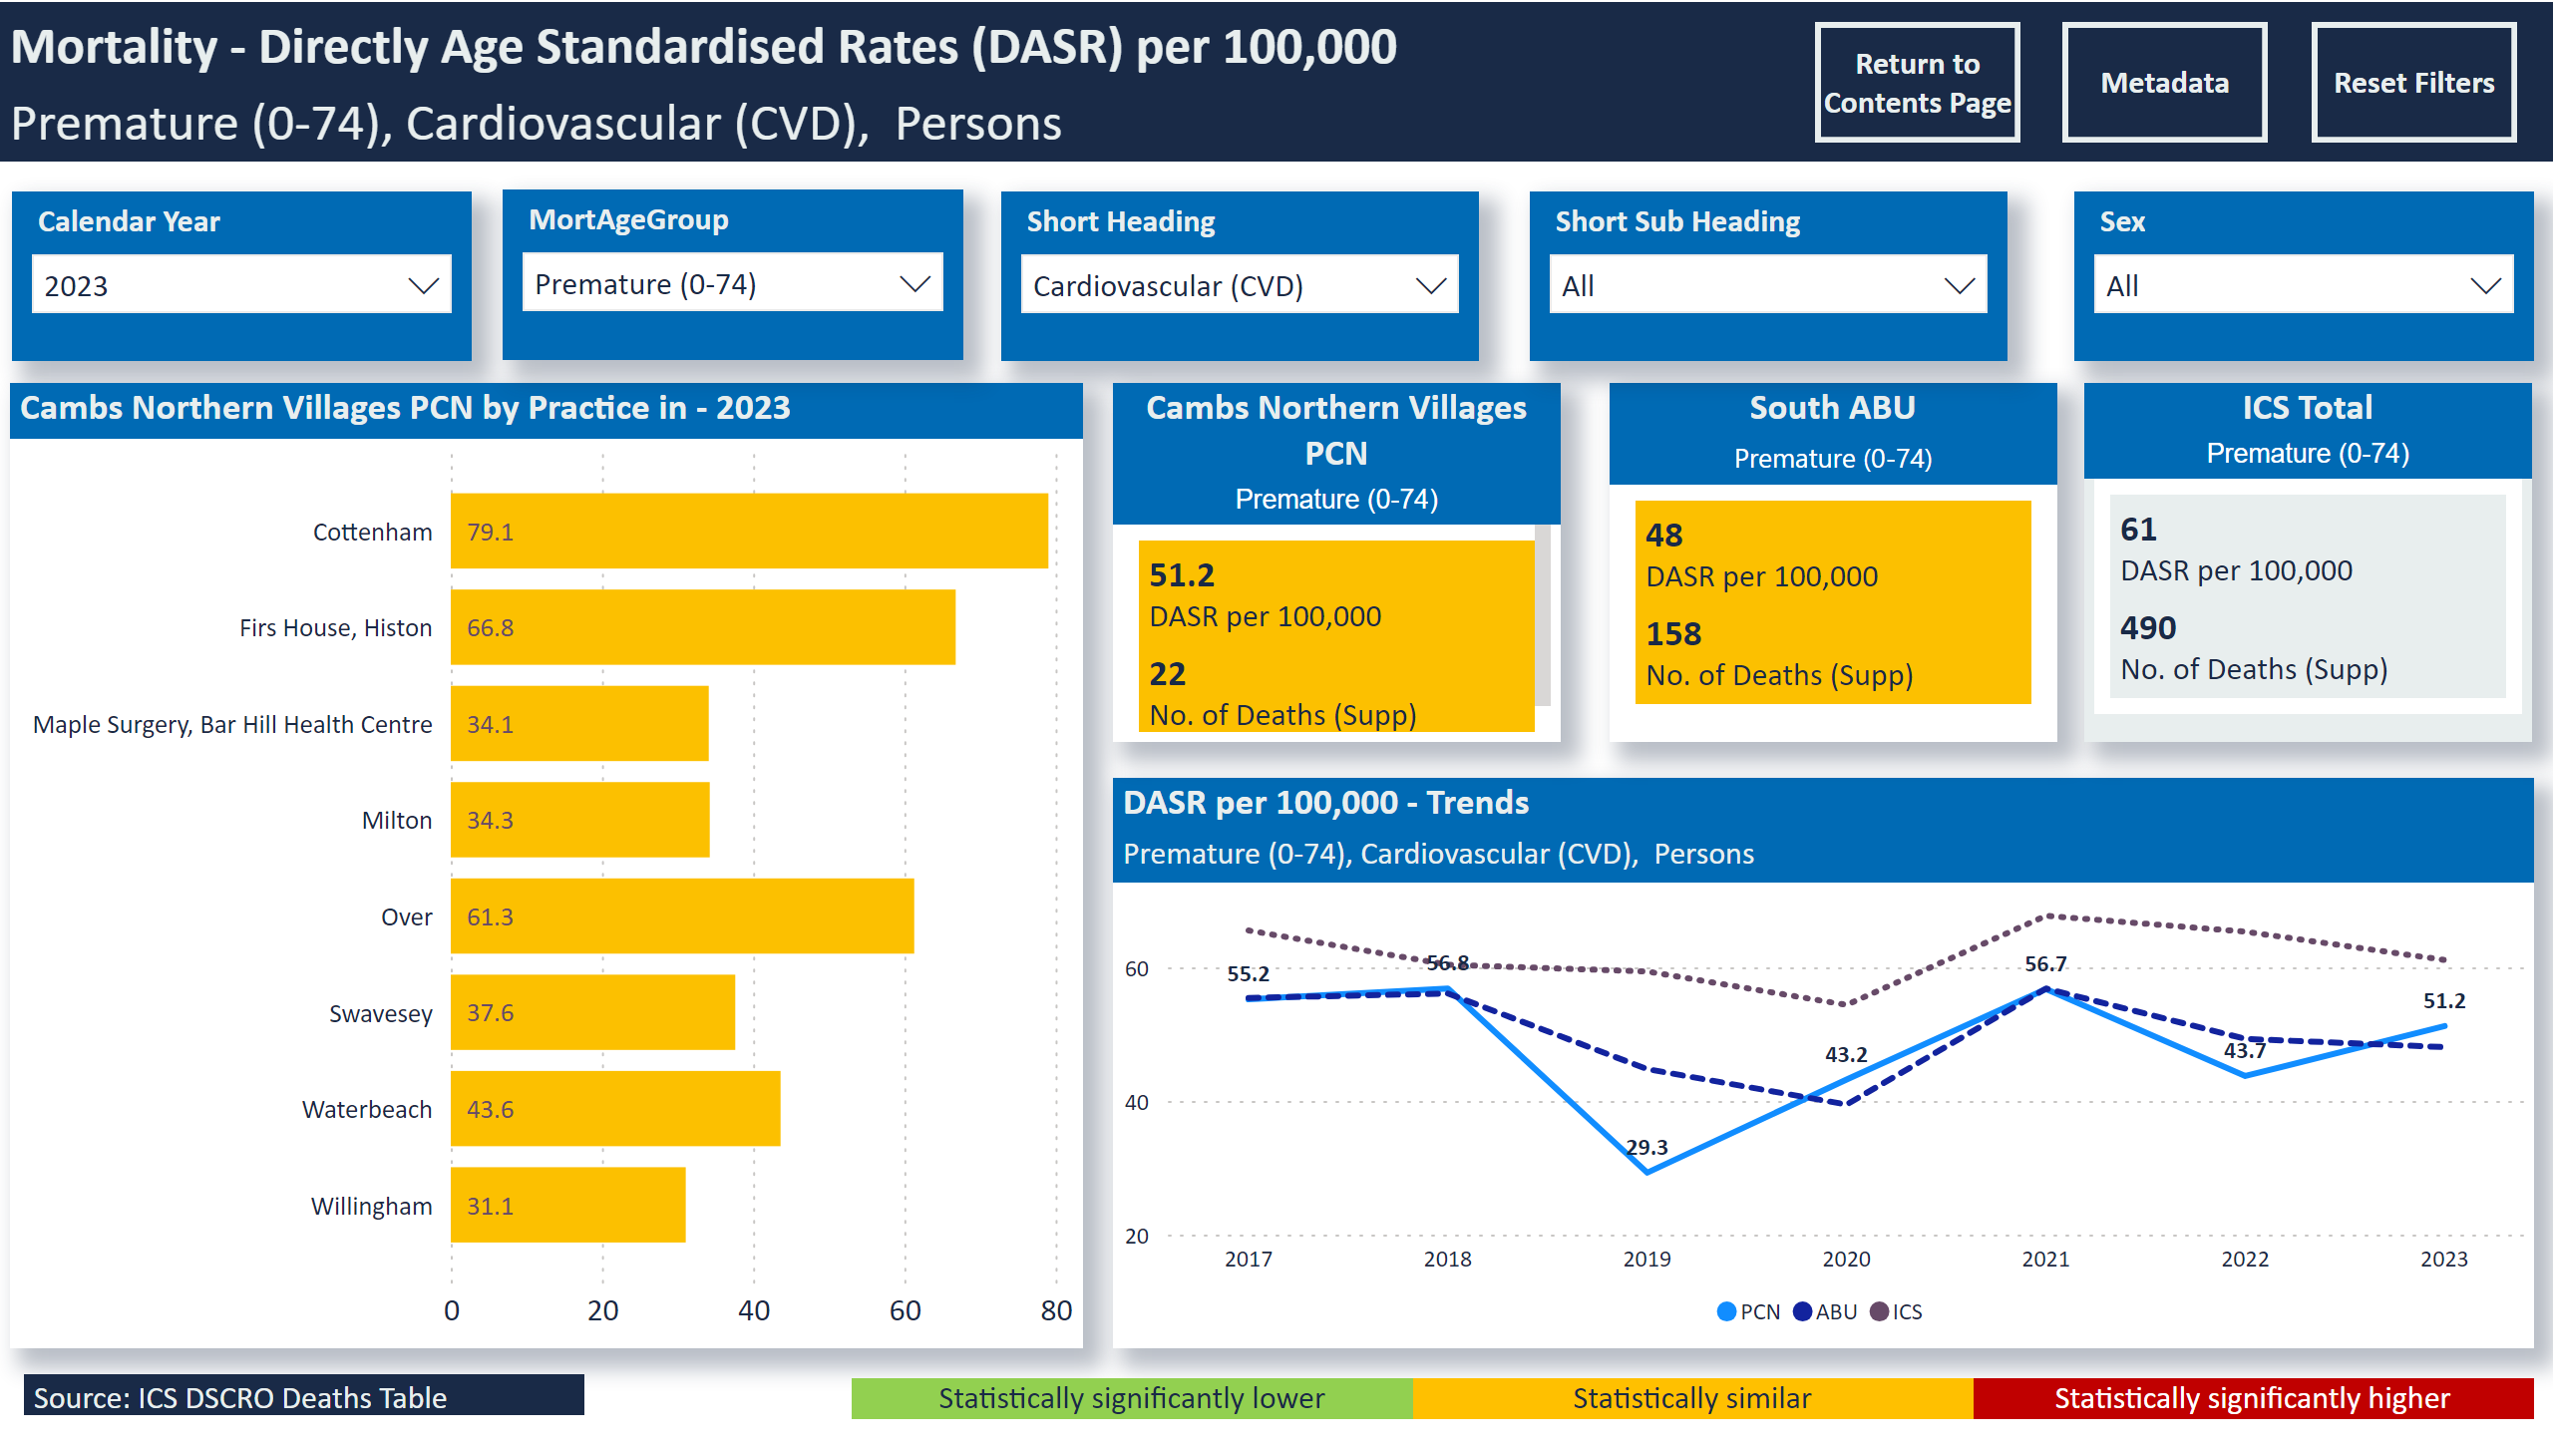 Mortality - Directly Age Standardised Rates (DASR) per 100,000
Premature (0-74), Cardiovascular (CVD),  Persons
Return to
Contents Page
Metadata
Reset Filters
Calendar Year
2023
MortAgeGroup
Premature (0-74)
Short Heading
Cardiovascular (CVD)
Short Sub Heading
All
Sex
All
Cambs Northern Villages PCN by Practice in - 2023
Cottenham
79.1
Firs House, Histon
66.8
Maple Surgery, Bar Hill Health Centre
34.1
Milton
34.3
Over
61.3
Swavesey
37.6
Waterbeach
43.6
Willingham
31.1
0 20 40 60 80
Cambs Northern Villages
PCN
Premature (0-74)
51.2
DASR per 100,000
22
No. of Deaths (Supp)
South ABU
Premature (0-74)
48
DASR per 100,000
158
No. of Deaths (Supp)
ICS Total
Premature (0-74)
61
DASR per 100,000
490
No. of Deaths (Supp)
DASR per 100,000 - Trends
Premature (0-74), Cardiovascular (CVD),  Persons
60
40
20
55.2
56.8
29.3
43.2
56.7
43.7
51.2
2017 2018 2019 2020 2021 2022 2023
PCN ABU ICS
Source: ICS DSCRO Deaths Table
Statistically significantly lower
Statistically similar
Statistically significantly higher